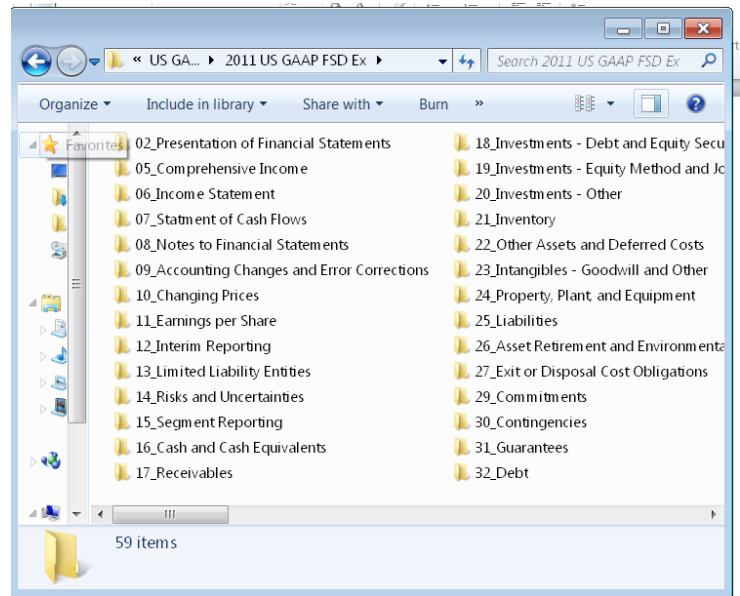 « US GA... ▸ 2011 US GAAP FSD Ex ▸
Search 2011 US GAAP FSD Ex
Organize Include in library Share with Burn »
Favorites
02_Presentation of Financial Statements
05_Comprehensive Income
06_Income Statement
07_Statment of Cash Flows
08_Notes to Financial Statements
09_Accounting Changes and Error Corrections
10_Changing Prices
11_Earnings per Share
12_Interim Reporting
13_Limited Liability Entities
14_Risks and Uncertainties
15_Segment Reporting
16_Cash and Cash Equivalents
17_Receivables
18_Investments - Debt and Equity Secu
19_Investments - Equity Method and Jo
20_Investments - Other
21_Inventory
22_Other Assets and Deferred Costs
23_Intangibles - Goodwill and Other
24_Property, Plant, and Equipment
25_Liabilities
26_Asset Retirement and Environmenta
27_Exit or Disposal Cost Obligations
29_Commitments
30_Contingencies
31_Guarantees
32_Debt
59 items